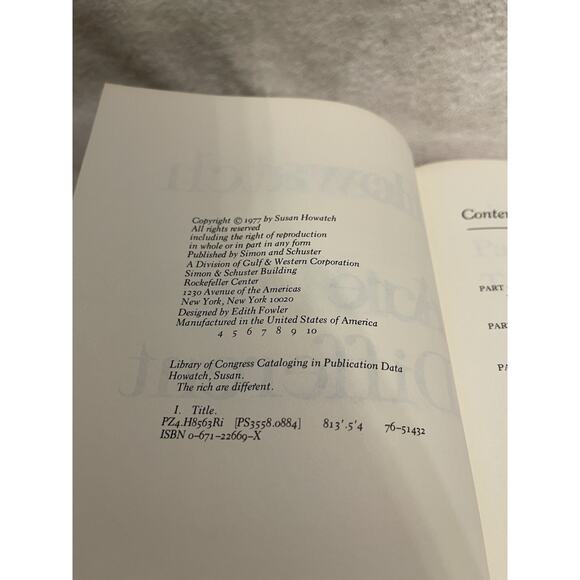 Copyright © 1977 by Susan Howatch
All rights reserved
including the right of reproduction
in whole or in part in any form
Published by Simon and Schuster
A Division of Gulf & Western Corporation
Simon & Schuster Building
Rockefeller Center
1230 Avenue of the Americas
New York, New York 10020
Designed by Edith Fowler
Manufactured in the United States of America
4 5 6 7 8 9 10
Library of Congress Cataloging in Publication Data
Howatch, Susan.
The rich are different.
I. Title.
PZ4.H8563Ri [PS3558.0884] 813'.5'4 76-51432
ISBN 0-671-22669-X
Conten
PART
PART
PA